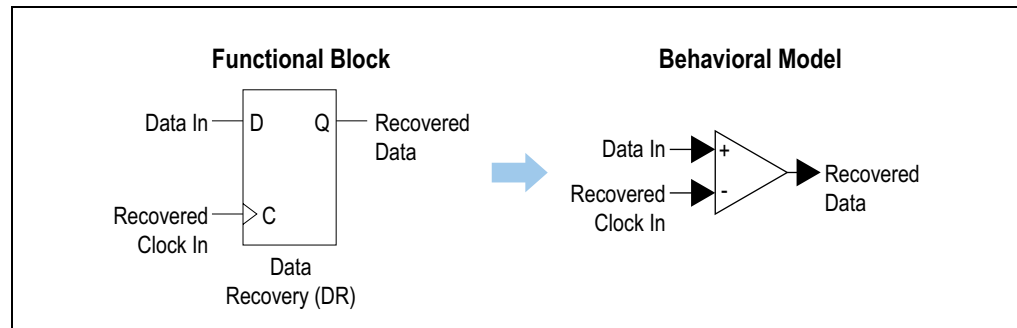 Functional Block
Data In
D
Q
Recovered
Data
Recovered
Clock In
C
Data
Recovery (DR)
Behavioral Model
Data In
+
Recovered
Clock In
-
Recovered
Data